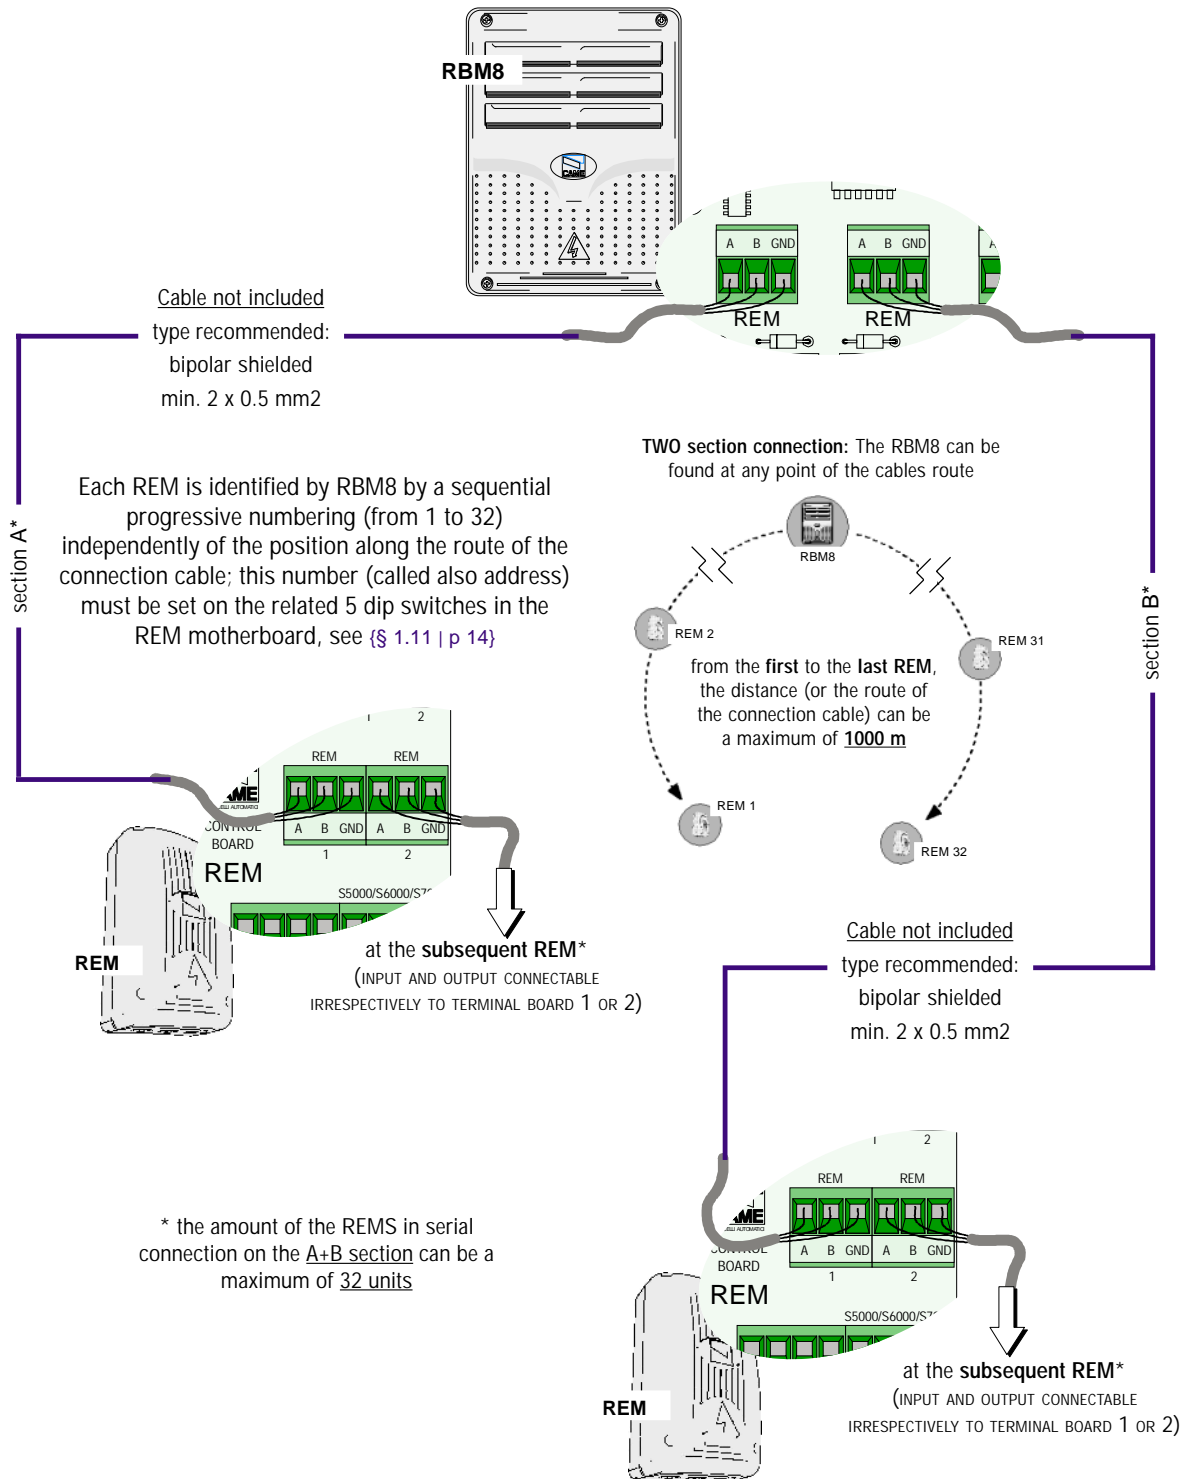 RBM8
CAME
A B GND
A B GND
A
REM
REM
Cable not included
type recommended:
bipolar shielded
min. 2 x 0.5 mm2
section A*
section B*
TWO section connection: The RBM8 can be
found at any point of the cables route
RBM8
REM 2
REM 31
from the first to the last REM,
the distance (or the route of
the connection cable) can be
a maximum of 1000 m
REM 1
REM 32
Each REM is identified by RBM8 by a sequential
progressive numbering (from 1 to 32)
independently of the position along the route of the
connection cable; this number (called also address)
must be set on the related 5 dip switches in the
REM motherboard, see {§ 1.11 | p 14}
2
REM REM
AME
ELLI AUTOMATICI
CONTROL
BOARD
A B GND A B GND
1 2
REM
S5000/S6000/S7
REM
at the subsequent REM*
(INPUT AND OUTPUT CONNECTABLE
IRRESPECTIVELY TO TERMINAL BOARD 1 OR 2)
Cable not included
type recommended:
bipolar shielded
min. 2 x 0.5 mm2
* the amount of the REMS in serial
connection on the A+B section can be a
maximum of 32 units
2
REM REM
AME
ELLI AUTOMATICI
CONTROL
BOARD
A B GND A B GND
1 2
REM
S5000/S6000/S7
REM
at the subsequent REM*
(INPUT AND OUTPUT CONNECTABLE
IRRESPECTIVELY TO TERMINAL BOARD 1 OR 2)